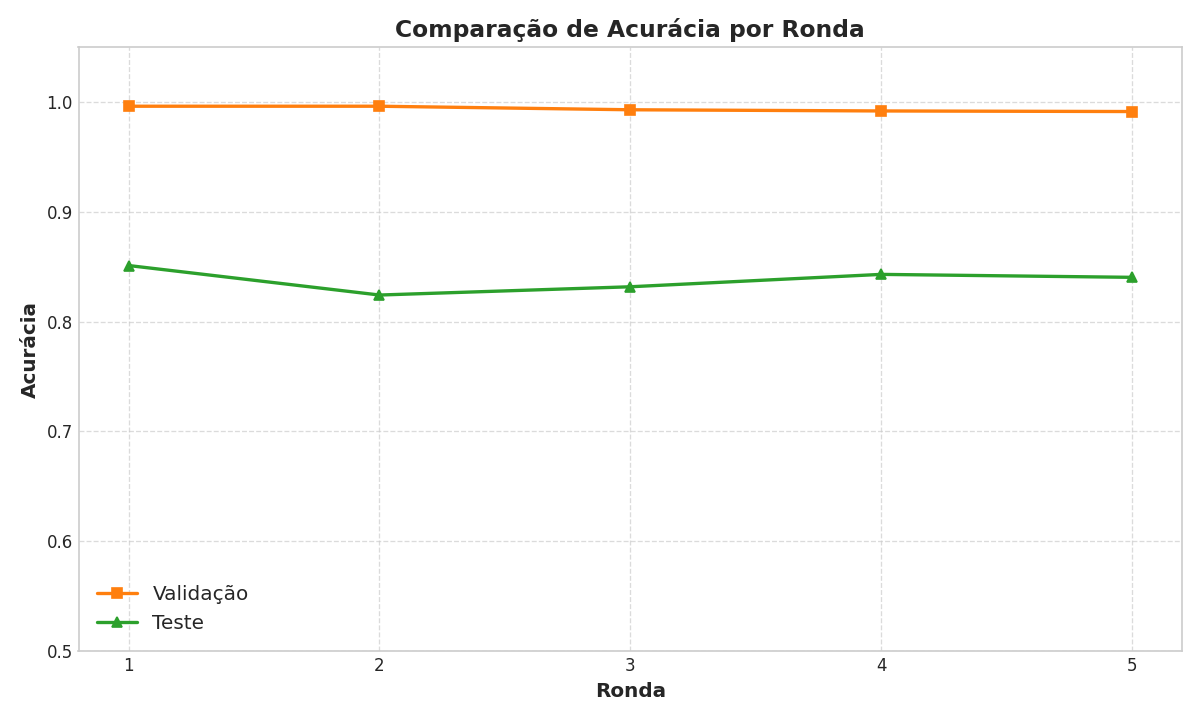 Comparação de Acurácia por Ronda
1.0
0.9
0.8
0.7
0.6
0.5
Acurácia
Validação
Teste
1 2 3 4 5
Ronda